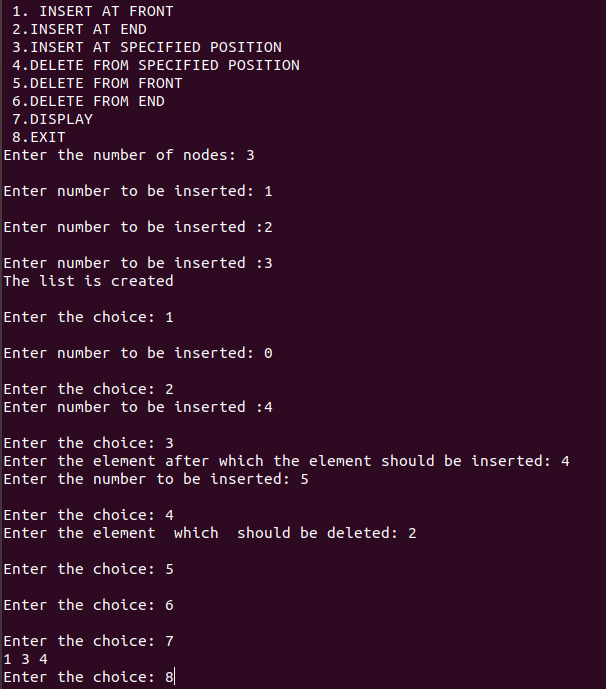 1. INSERT AT FRONT
2.INSERT AT END
3.INSERT AT SPECIFIED POSITION
4.DELETE FROM SPECIFIED POSITION
5.DELETE FROM FRONT
6.DELETE FROM END
7.DISPLAY
8.EXIT
Enter the number of nodes: 3
Enter number to be inserted: 1
Enter number to be inserted :2
Enter number to be inserted :3
The list is created
Enter the choice: 1
Enter number to be inserted: 0
Enter the choice: 2
Enter number to be inserted :4
Enter the choice: 3
Enter the element after which the element should be inserted: 4
Enter the number to be inserted: 5
Enter the choice: 4
Enter the element  which  should be deleted: 2
Enter the choice: 5
Enter the choice: 6
Enter the choice: 7
1 3 4
Enter the choice: 8